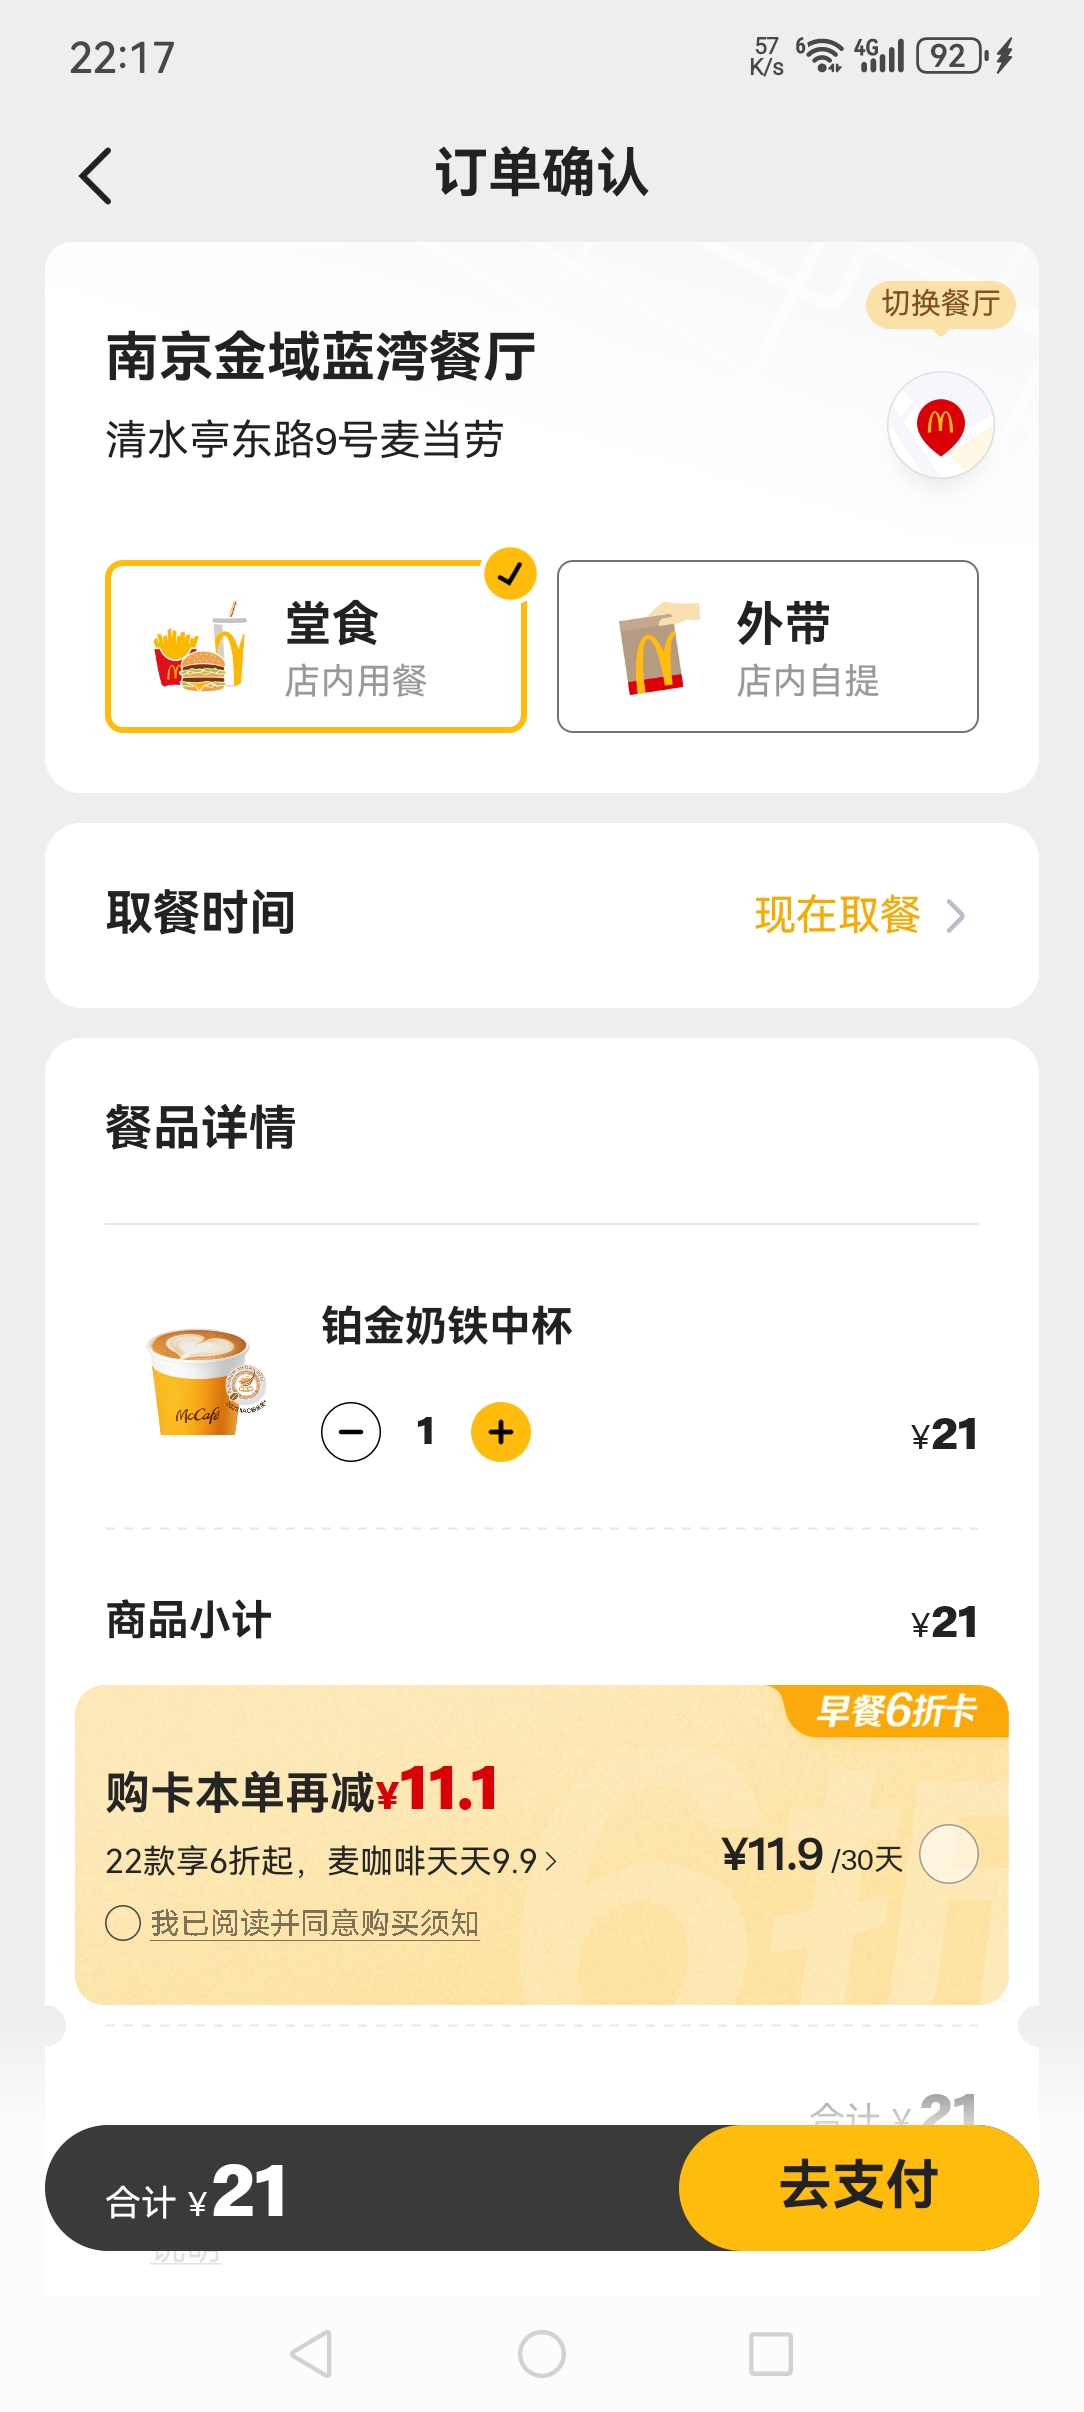 22:17
57 K/s
6
4G
92
订单确认
切换餐厅
南京金域蓝湾餐厅
清水亭东路9号麦当劳
堂食
店内用餐
外带
店内自提
取餐时间
现在取餐
餐品详情
铂金奶铁中杯
McCafé
1
¥21
商品小计
¥21
早餐6折卡
购卡本单再减¥11.1
22款享6折起，麦咖啡天天9.9
¥11.9 /30天
我已阅读并同意购买须知
合计 ¥21
合计 ¥21
去支付
说明